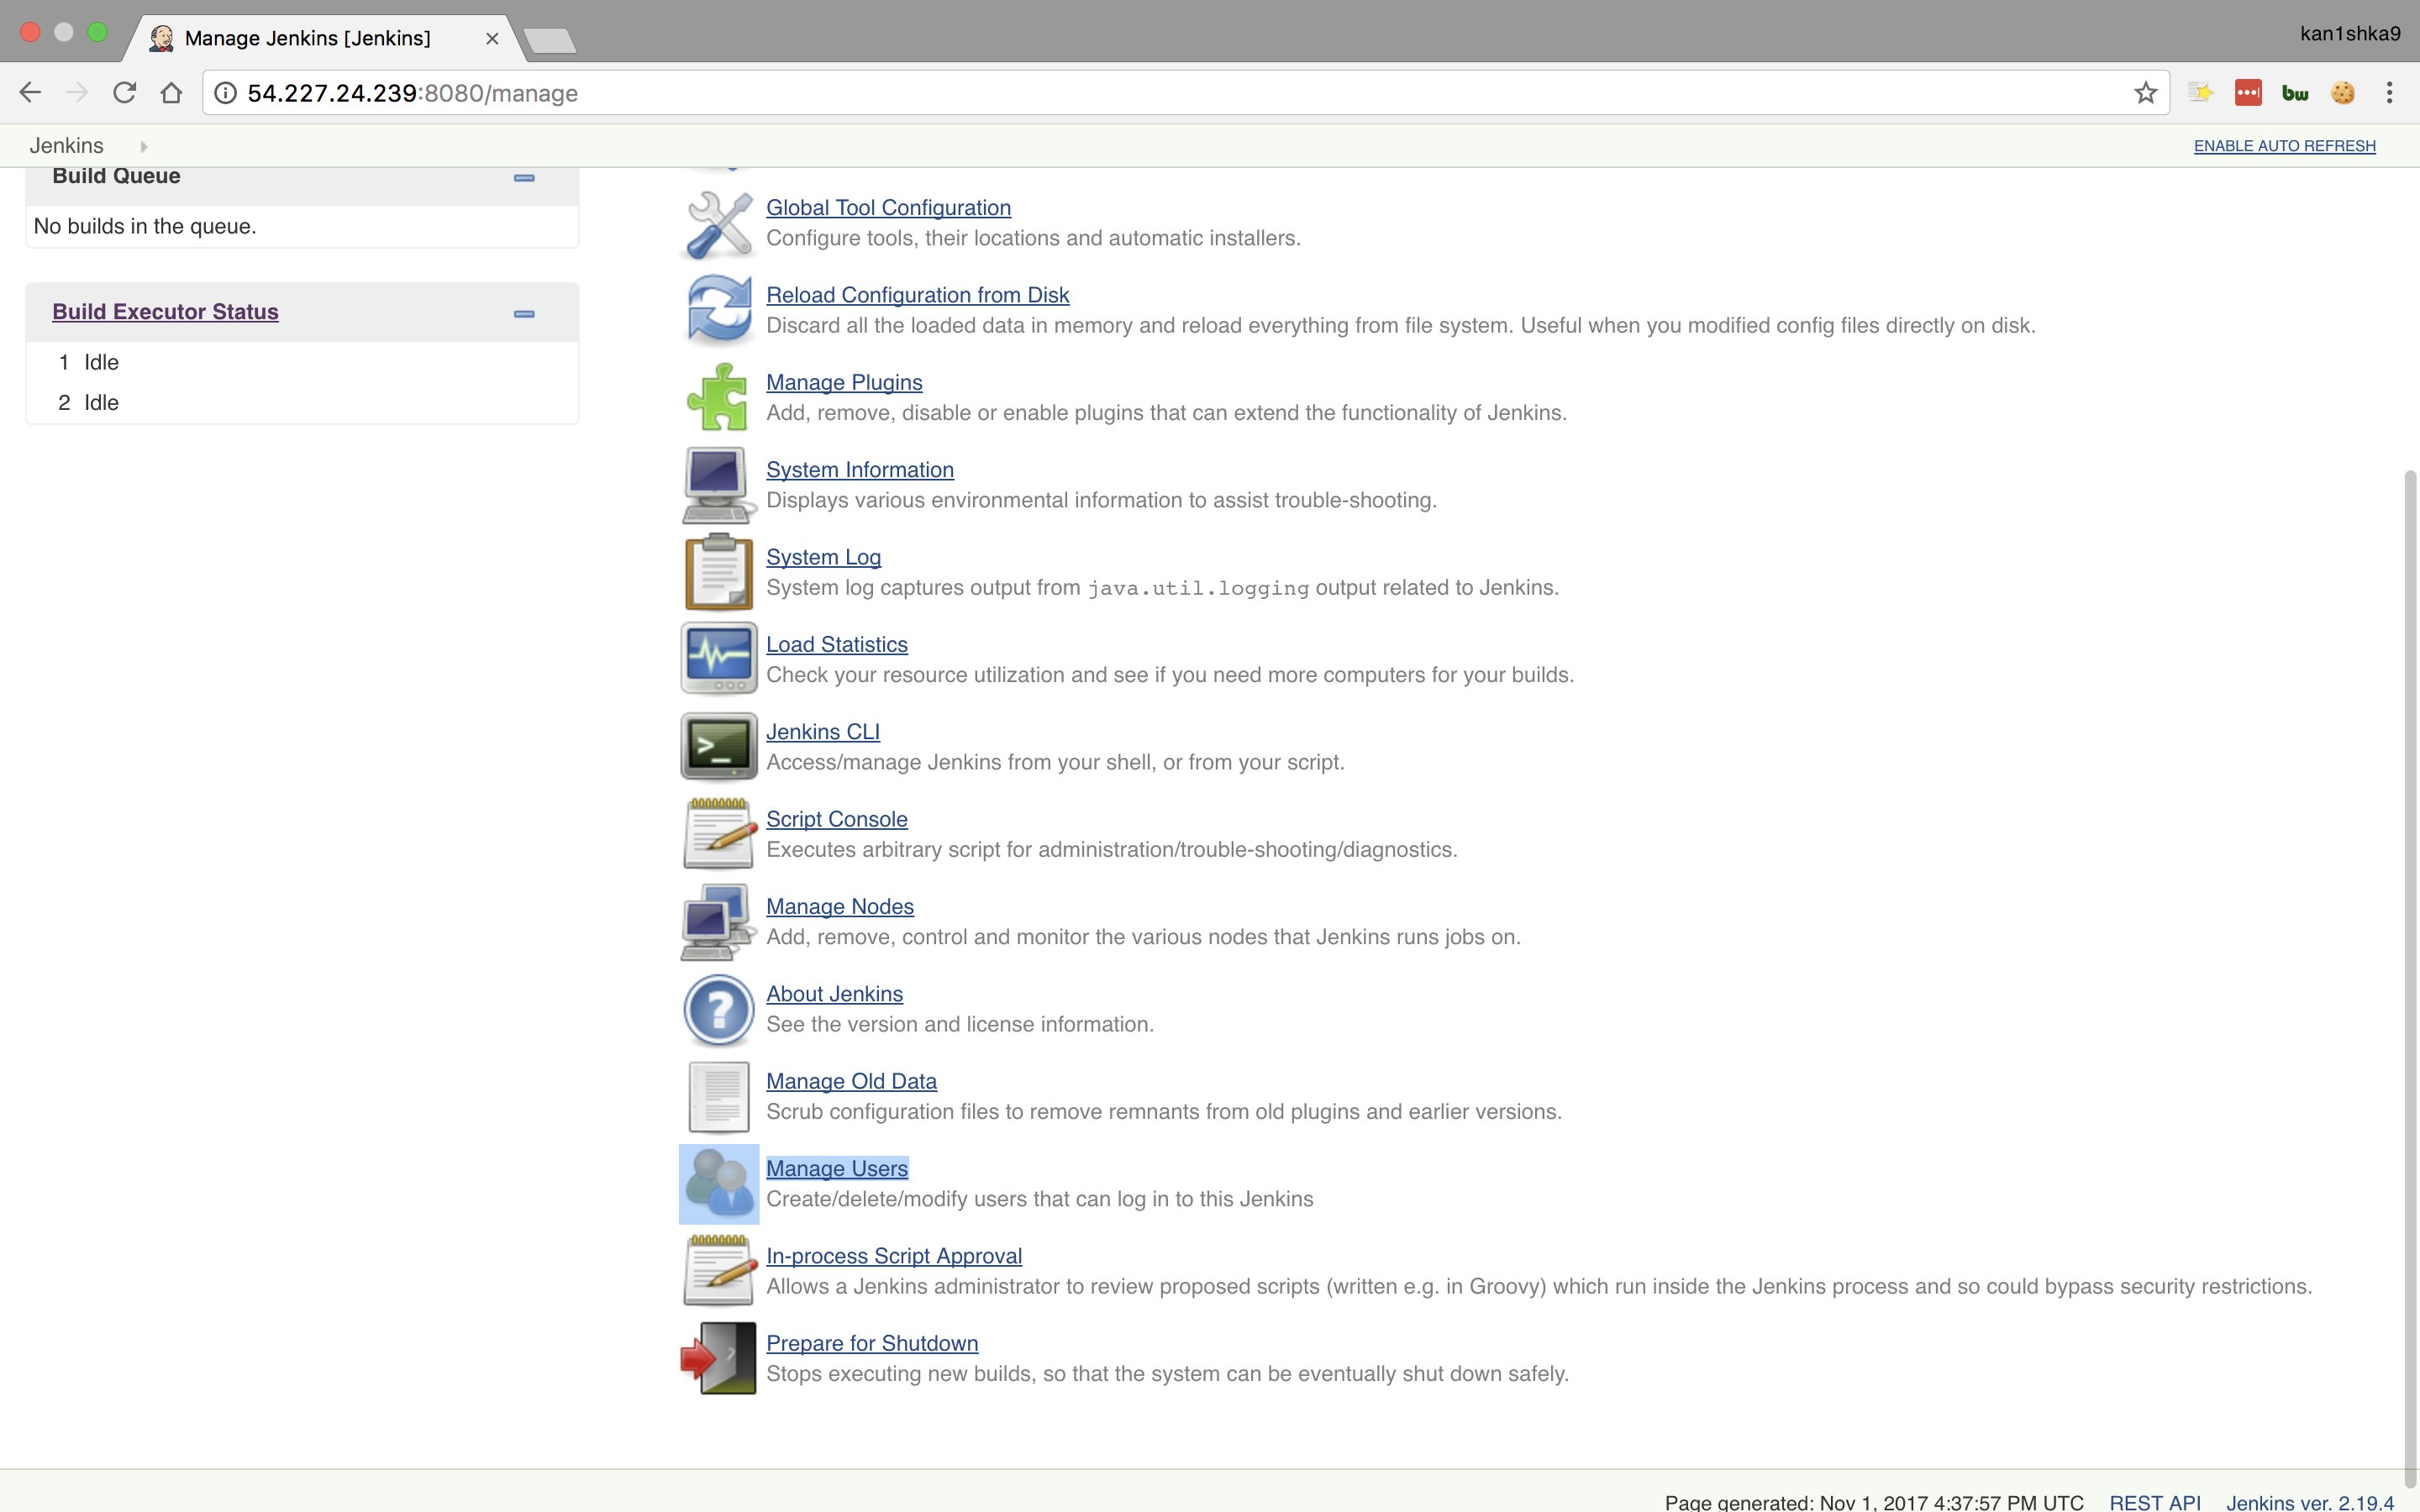 Manage Jenkins [Jenkins]
kan1shka9
54.227.24.239:8080/manage
bw
Jenkins
ENABLE AUTO REFRESH
Build Queue
No builds in the queue.
Build Executor Status
1 Idle
2 Idle
Global Tool Configuration
Configure tools, their locations and automatic installers.
Reload Configuration from Disk
Discard all the loaded data in memory and reload everything from file system. Useful when you modified config files directly on disk.
Manage Plugins
Add, remove, disable or enable plugins that can extend the functionality of Jenkins.
System Information
Displays various environmental information to assist trouble-shooting.
System Log
System log captures output from java.util.logging output related to Jenkins.
Load Statistics
Check your resource utilization and see if you need more computers for your builds.
Jenkins CLI
Access/manage Jenkins from your shell, or from your script.
Script Console
Executes arbitrary script for administration/trouble-shooting/diagnostics.
Manage Nodes
Add, remove, control and monitor the various nodes that Jenkins runs jobs on.
About Jenkins
See the version and license information.
Manage Old Data
Scrub configuration files to remove remnants from old plugins and earlier versions.
Manage Users
Create/delete/modify users that can log in to this Jenkins
In-process Script Approval
Allows a Jenkins administrator to review proposed scripts (written e.g. in Groovy) which run inside the Jenkins process and so could bypass security restrictions.
Prepare for Shutdown
Stops executing new builds, so that the system can be eventually shut down safely.
Page generated: Nov 1, 2017 4:37:57 PM UTC REST API Jenkins ver. 2.19.4